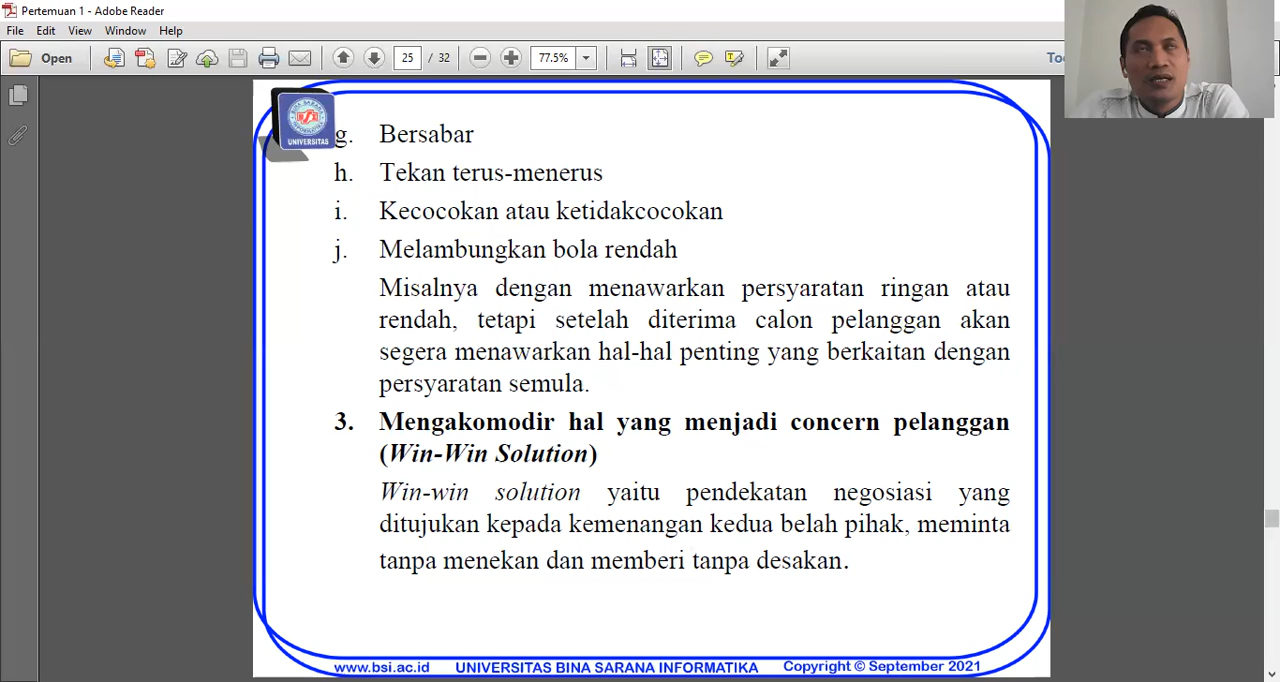 Pertemuan 1 - Adobe Reader
File Edit View Window Help
Open 25 / 32 77.5%
UNIVERSITAS
g. Bersabar
h. Tekan terus-menerus
i. Kecocokan atau ketidakcocokan
j. Melambungkan bola rendah
Misalnya dengan menawarkan persyaratan ringan atau
rendah, tetapi setelah diterima calon pelanggan akan
segera menawarkan hal-hal penting yang berkaitan dengan
persyaratan semula.
3. Mengakomodir hal yang menjadi concern pelanggan
(Win-Win Solution)
Win-win solution yaitu pendekatan negosiasi yang
ditujukan kepada kemenangan kedua belah pihak, meminta
tanpa menekan dan memberi tanpa desakan.
www.bsi.ac.id UNIVERSITAS BINA SARANA INFORMATIKA Copyright © September 2021